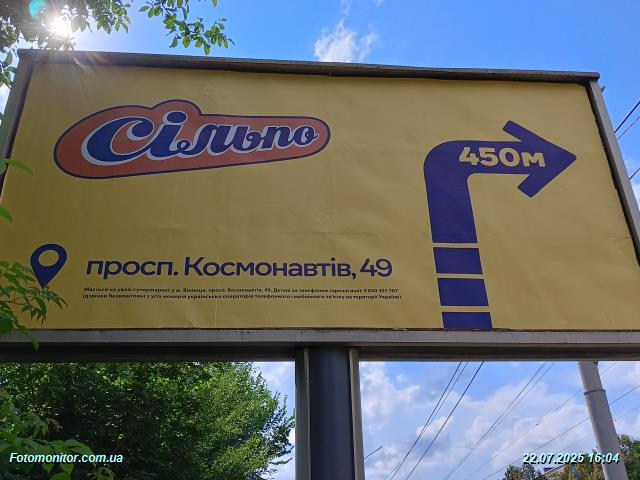 Сільпо
450м
просп. Космонавтів, 49
Мається на увазі супермаркет у м. Вінниця, просп. Космонавтів, 49. Деталі за телефоном гарячої лінії: 0 800 301 707
(дзвінки безкоштовні з усіх номерів українських операторів телефонного і мобільного зв'язку на території України).
Fotomonitor.com.ua
22.07.2025 16:04